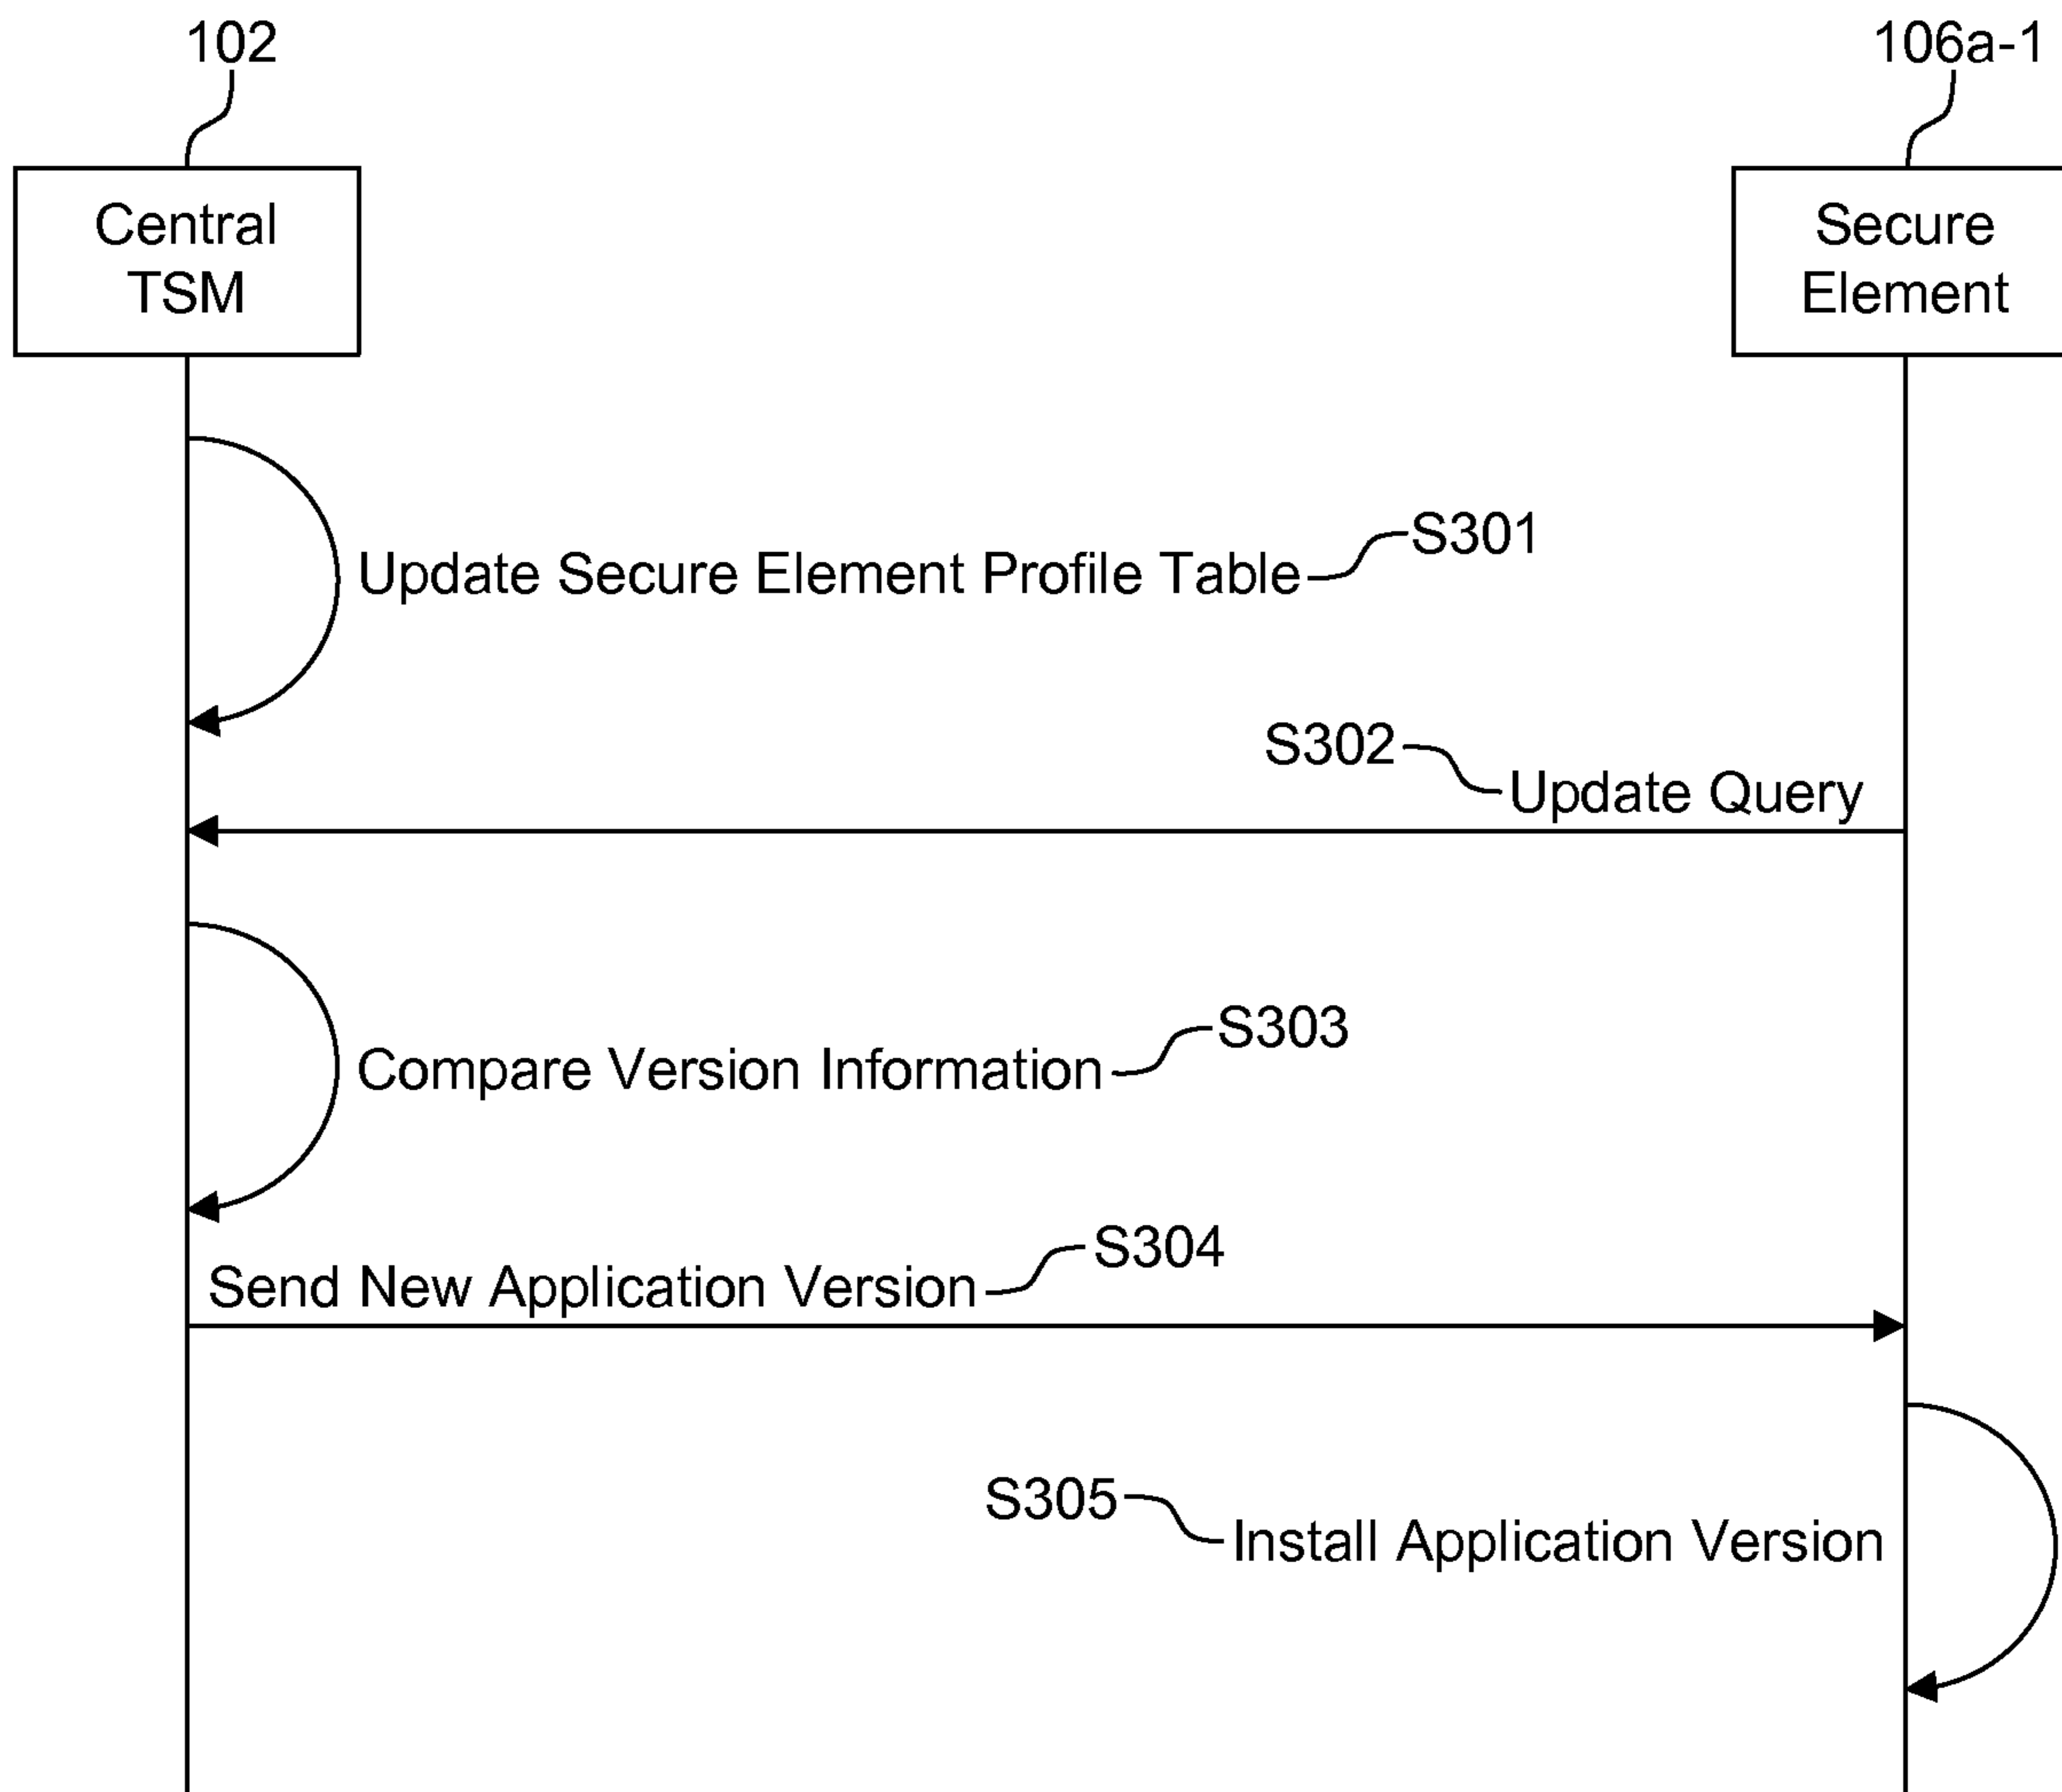 102
106a-1
Central
TSM
Secure
Element
S301
Update Secure Element Profile Table
S302
Update Query
S303
Compare Version Information
S304
Send New Application Version
S305
Install Application Version